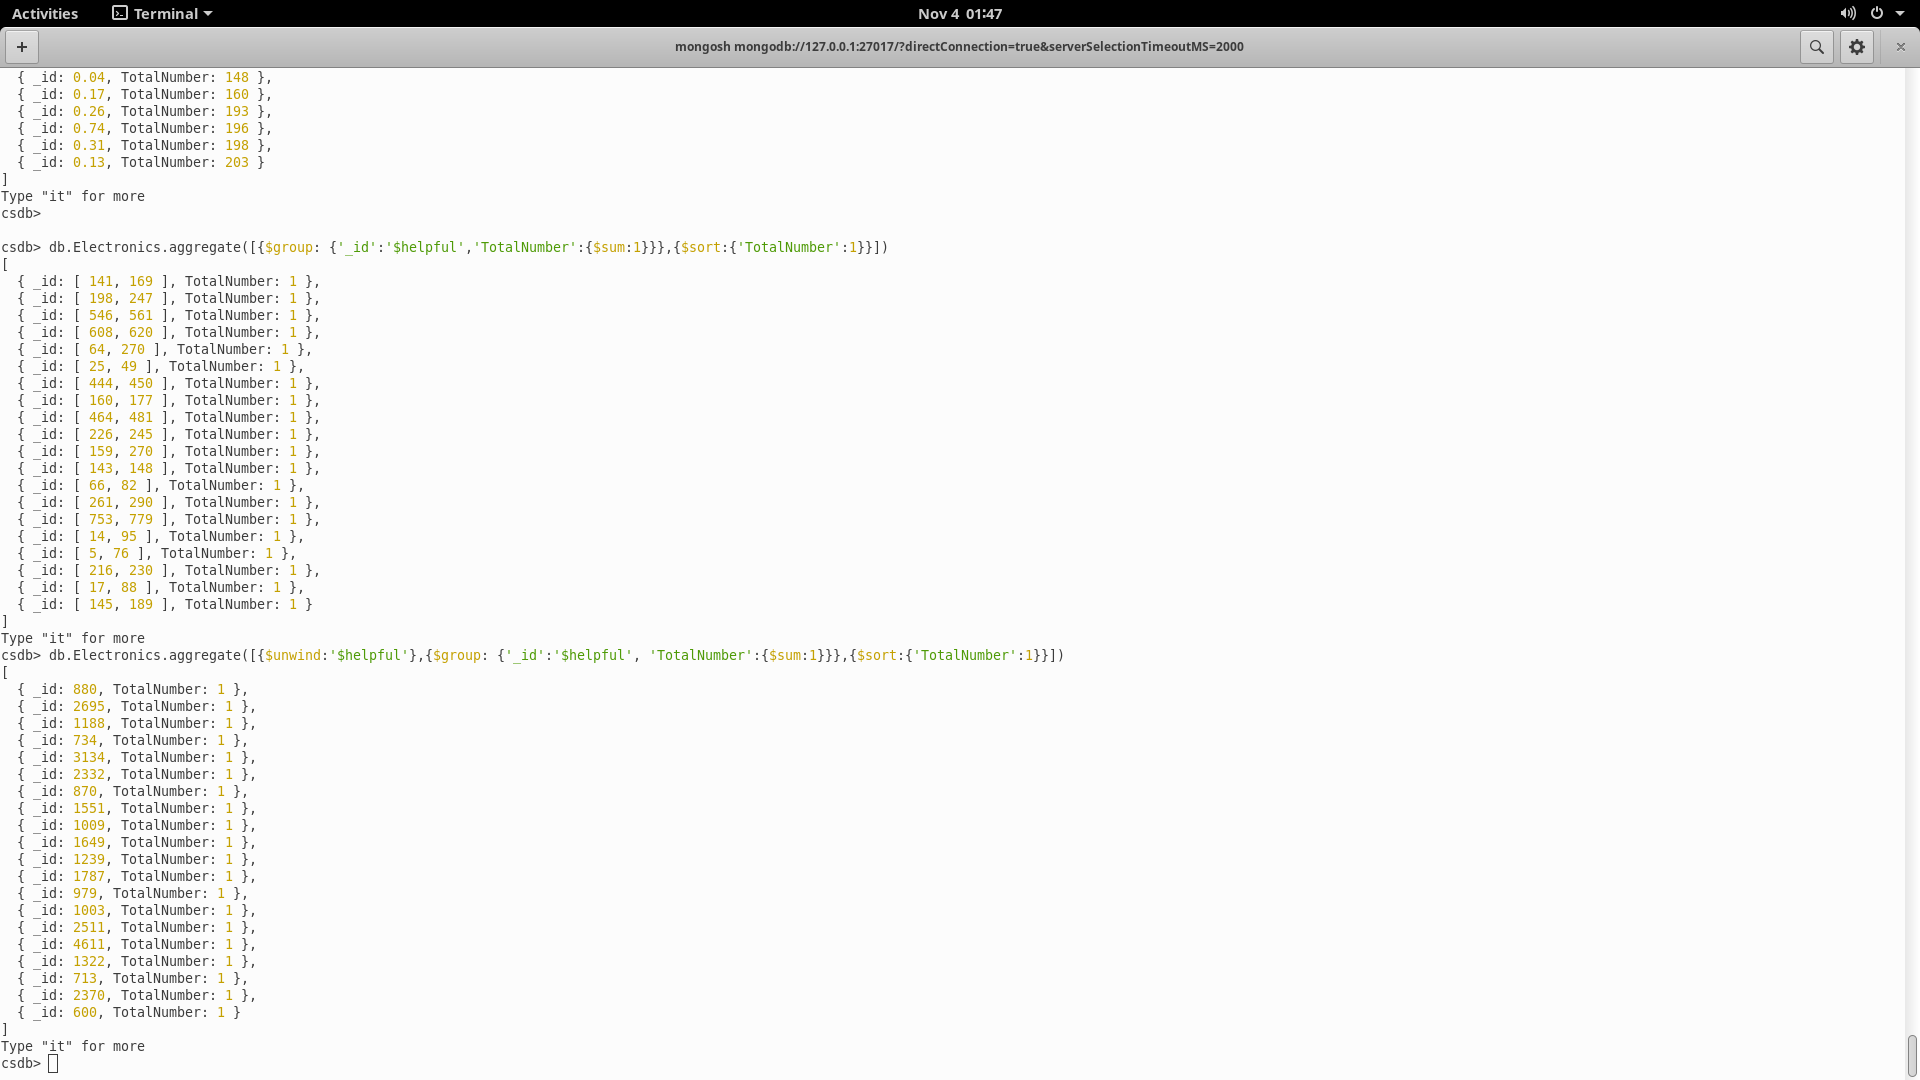 Activities Terminal Nov 4 01:47
mongosh mongodb://127.0.0.1:27017/?directConnection=true&serverSelectionTimeoutMS=2000
{ _id: 0.04, TotalNumber: 148 },
{ _id: 0.17, TotalNumber: 160 },
{ _id: 0.26, TotalNumber: 193 },
{ _id: 0.74, TotalNumber: 196 },
{ _id: 0.31, TotalNumber: 198 },
{ _id: 0.13, TotalNumber: 203 }
]
Type "it" for more
csdb>
csdb> db.Electronics.aggregate([{$group: {'_id':'$helpful','TotalNumber':{$sum:1}}},{$sort:{'TotalNumber':1}}])
[
{ _id: [ 141, 169 ], TotalNumber: 1 },
{ _id: [ 198, 247 ], TotalNumber: 1 },
{ _id: [ 546, 561 ], TotalNumber: 1 },
{ _id: [ 608, 620 ], TotalNumber: 1 },
{ _id: [ 64, 270 ], TotalNumber: 1 },
{ _id: [ 25, 49 ], TotalNumber: 1 },
{ _id: [ 444, 450 ], TotalNumber: 1 },
{ _id: [ 160, 177 ], TotalNumber: 1 },
{ _id: [ 464, 481 ], TotalNumber: 1 },
{ _id: [ 226, 245 ], TotalNumber: 1 },
{ _id: [ 159, 270 ], TotalNumber: 1 },
{ _id: [ 143, 148 ], TotalNumber: 1 },
{ _id: [ 66, 82 ], TotalNumber: 1 },
{ _id: [ 261, 290 ], TotalNumber: 1 },
{ _id: [ 753, 779 ], TotalNumber: 1 },
{ _id: [ 14, 95 ], TotalNumber: 1 },
{ _id: [ 5, 76 ], TotalNumber: 1 },
{ _id: [ 216, 230 ], TotalNumber: 1 },
{ _id: [ 17, 88 ], TotalNumber: 1 },
{ _id: [ 145, 189 ], TotalNumber: 1 }
]
Type "it" for more
csdb> db.Electronics.aggregate([{$unwind:'$helpful'},{$group: {'_id':'$helpful', 'TotalNumber':{$sum:1}}},{$sort:{'TotalNumber':1}}])
[
{ _id: 880, TotalNumber: 1 },
{ _id: 2695, TotalNumber: 1 },
{ _id: 1188, TotalNumber: 1 },
{ _id: 734, TotalNumber: 1 },
{ _id: 3134, TotalNumber: 1 },
{ _id: 2332, TotalNumber: 1 },
{ _id: 870, TotalNumber: 1 },
{ _id: 1551, TotalNumber: 1 },
{ _id: 1009, TotalNumber: 1 },
{ _id: 1649, TotalNumber: 1 },
{ _id: 1239, TotalNumber: 1 },
{ _id: 1787, TotalNumber: 1 },
{ _id: 979, TotalNumber: 1 },
{ _id: 1003, TotalNumber: 1 },
{ _id: 2511, TotalNumber: 1 },
{ _id: 4611, TotalNumber: 1 },
{ _id: 1322, TotalNumber: 1 },
{ _id: 713, TotalNumber: 1 },
{ _id: 2370, TotalNumber: 1 },
{ _id: 600, TotalNumber: 1 }
]
Type "it" for more
csdb>